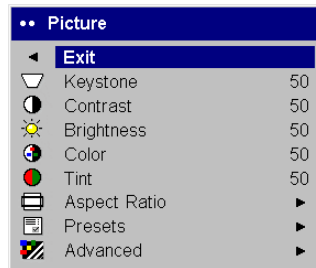 Picture
Exit
Keystone 50
Contrast 50
Brightness 50
Color 50
Tint 50
Aspect Ratio
Presets
Advanced